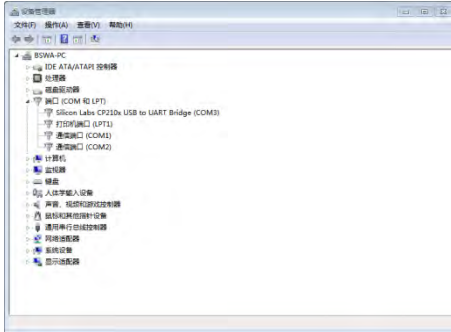 设备管理器
文件(F) 操作(A) 查看(V) 帮助(H)
BSWA-PC
IDE ATA/ATAPI 控制器
处理器
磁盘驱动器
端口 (COM 和 LPT)
Silicon Labs CP210x USB to UART Bridge (COM3)
打印机端口 (LPT1)
通信端口 (COM1)
通信端口 (COM2)
计算机
监视器
键盘
人体学输入设备
声音、视频和游戏控制器
鼠标和其他指针设备
通用串行总线控制器
网络适配器
系统设备
显示适配器